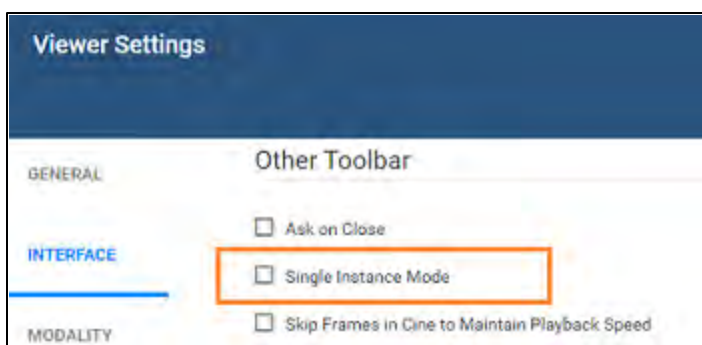 Viewer Settings
GENERAL
INTERFACE
MODALITY
Other Toolbar
Ask on Close
Single Instance Mode
Skip Frames in Cine to Maintain Playback Speed